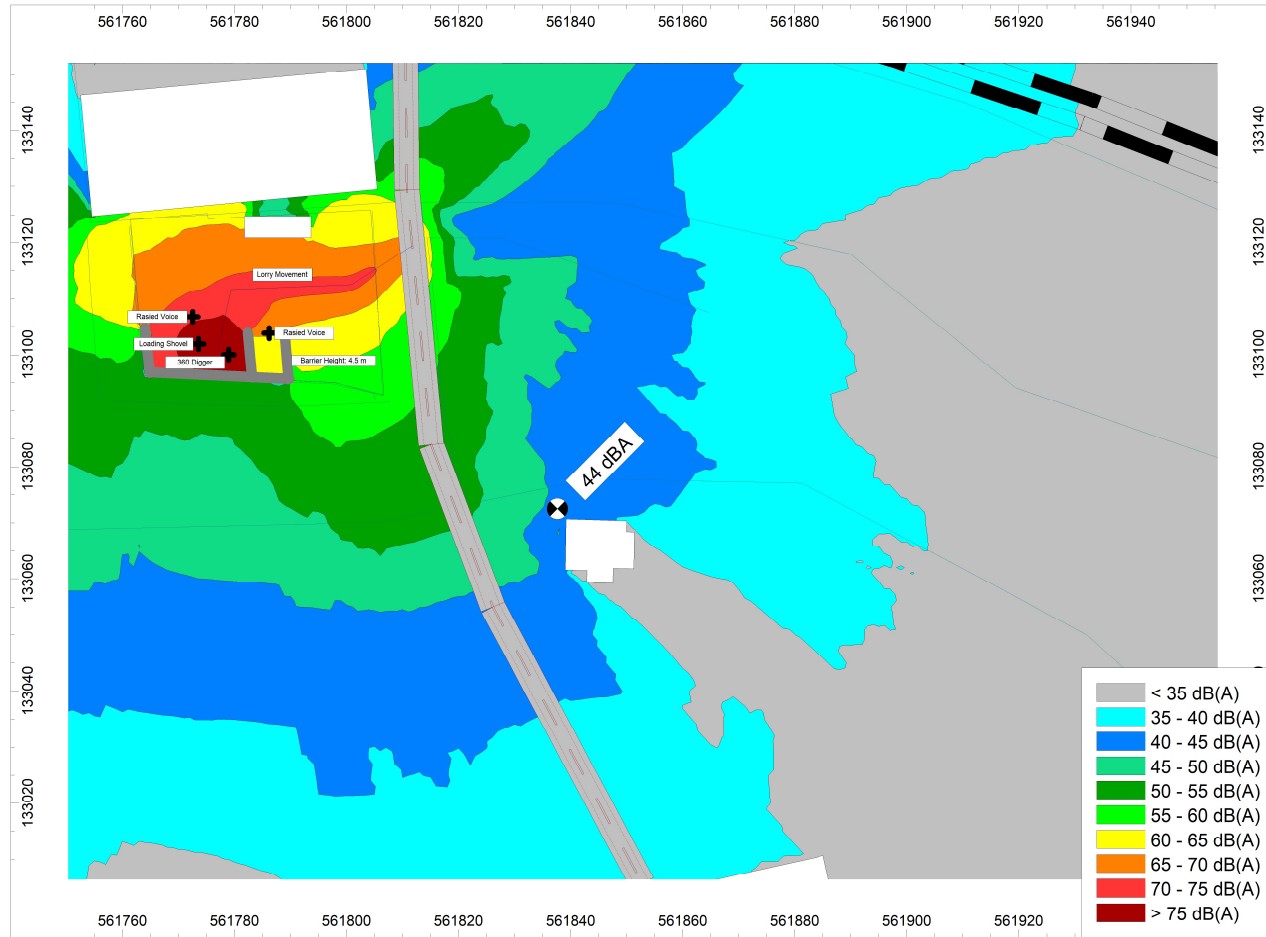 561760 561780 561800 561820 561840 561860 561880 561900 561920 561940
133140
133140
133120
133120
Lorry Movement
Rasied Voice
Rasied Voice
Loading Shovel
360 Digger
Barrier Height: 4.5 m
133100
133100
44 dBA
133080
133080
133060
133060
133040
133020
< 35 dB(A)
35 - 40 dB(A)
40 - 45 dB(A)
45 - 50 dB(A)
50 - 55 dB(A)
55 - 60 dB(A)
60 - 65 dB(A)
65 - 70 dB(A)
70 - 75 dB(A)
> 75 dB(A)
561760 561780 561800 561820 561840 561860 561880 561900 561920